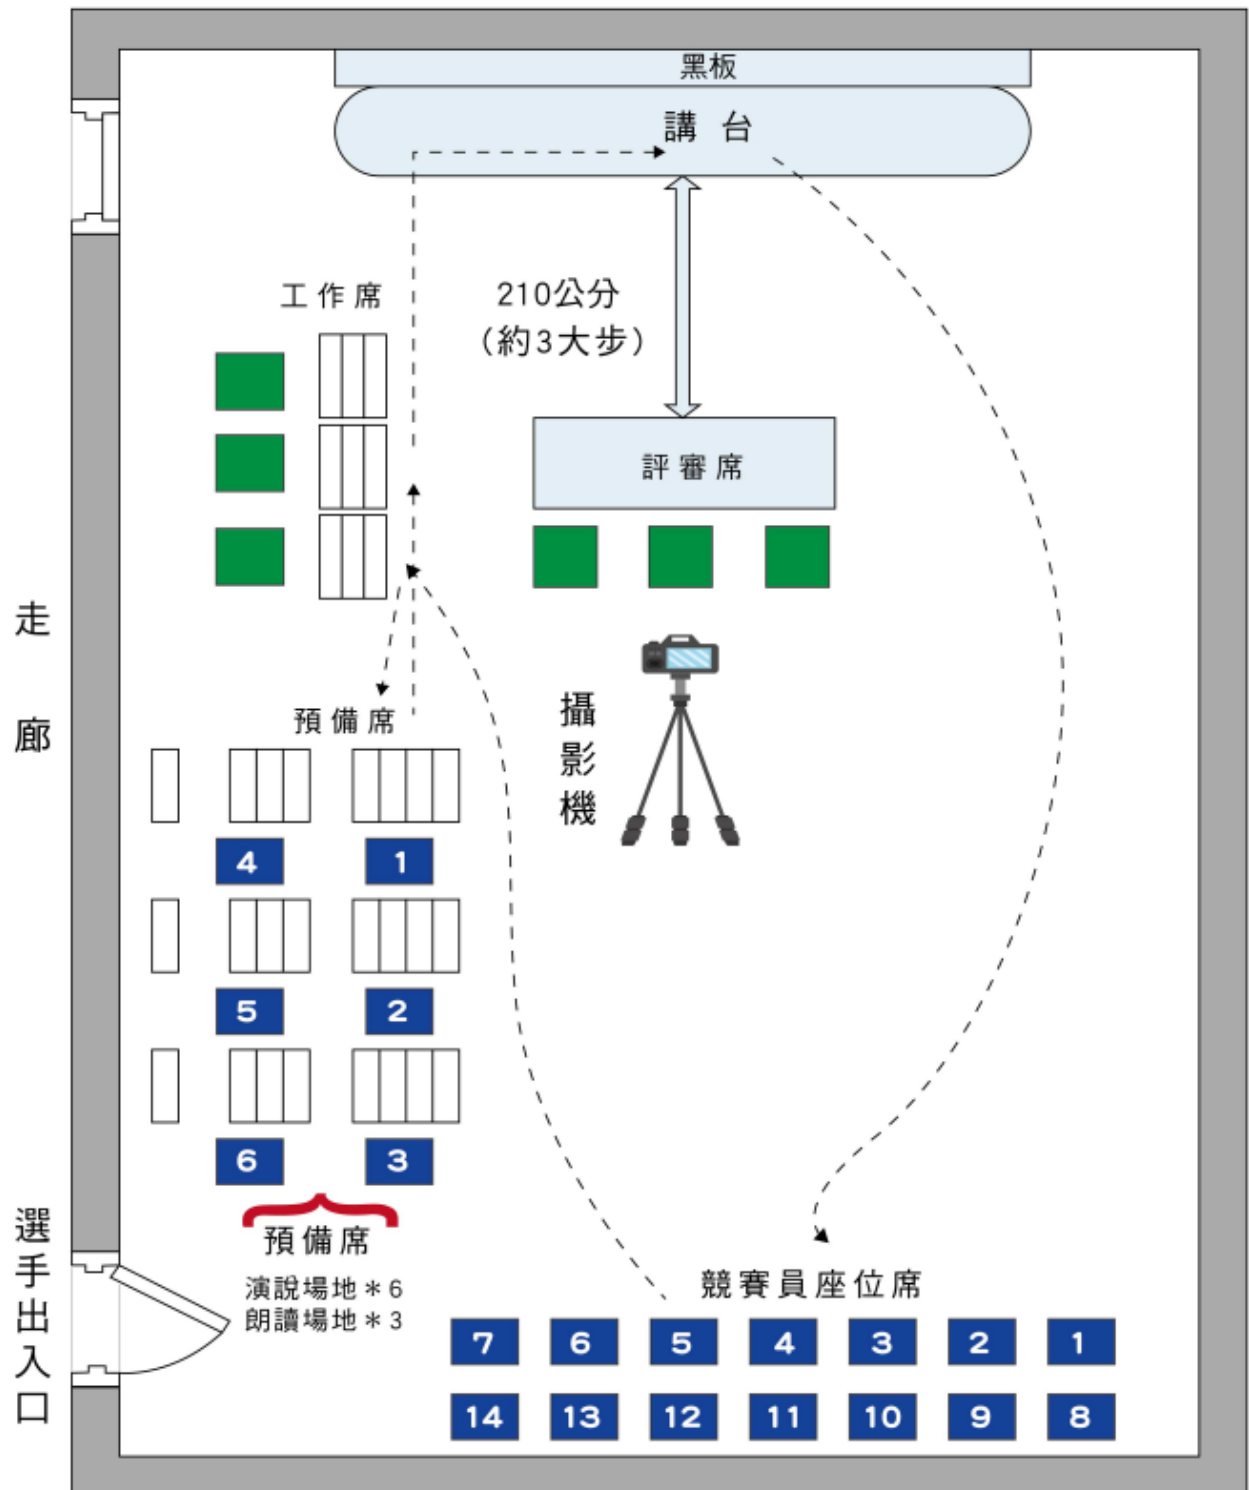 黑板
講台
工作席
210公分
（約3大步）
評審席
走廊
預備席
攝影機
4 1
5 2
6 3
預備席
演說場地＊6
朗讀場地＊3
選手出入口
競賽員座位席
7 6 5 4 3 2 1
14 13 12 11 10 9 8